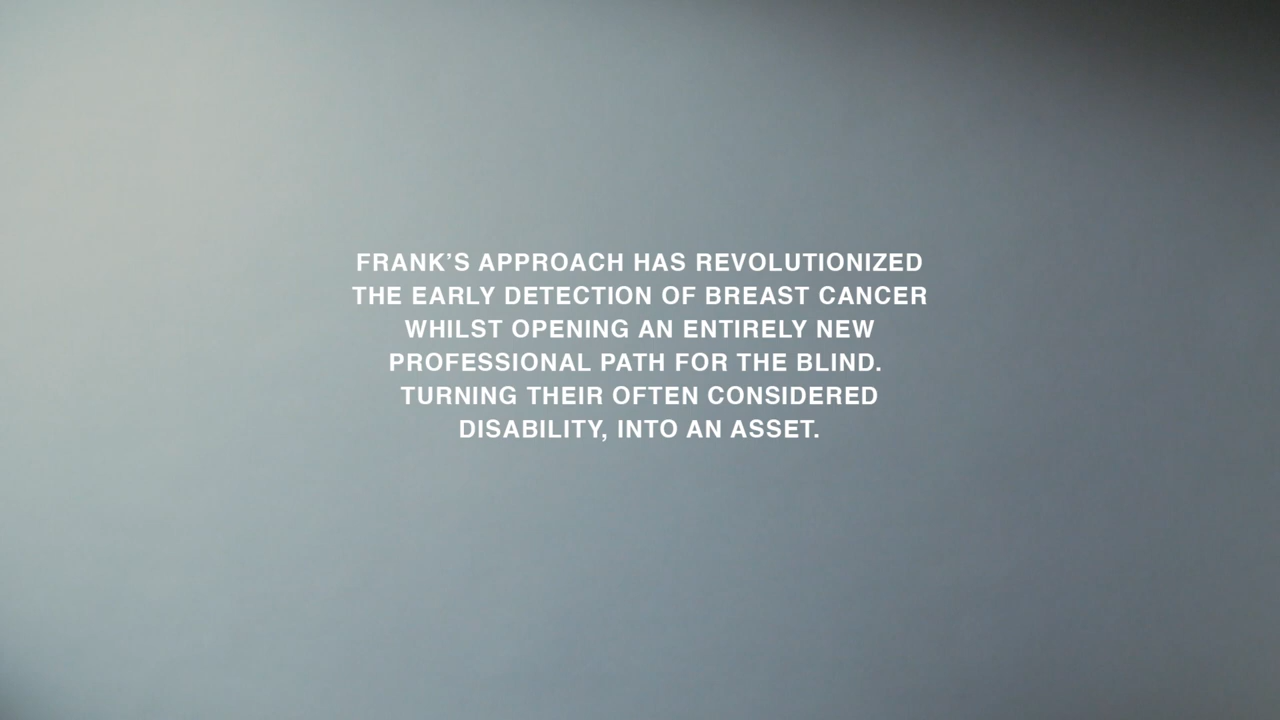 FRANK’S APPROACH HAS REVOLUTIONIZED
THE EARLY DETECTION OF BREAST CANCER
WHILST OPENING AN ENTIRELY NEW
PROFESSIONAL PATH FOR THE BLIND.
TURNING THEIR OFTEN CONSIDERED
DISABILITY, INTO AN ASSET.